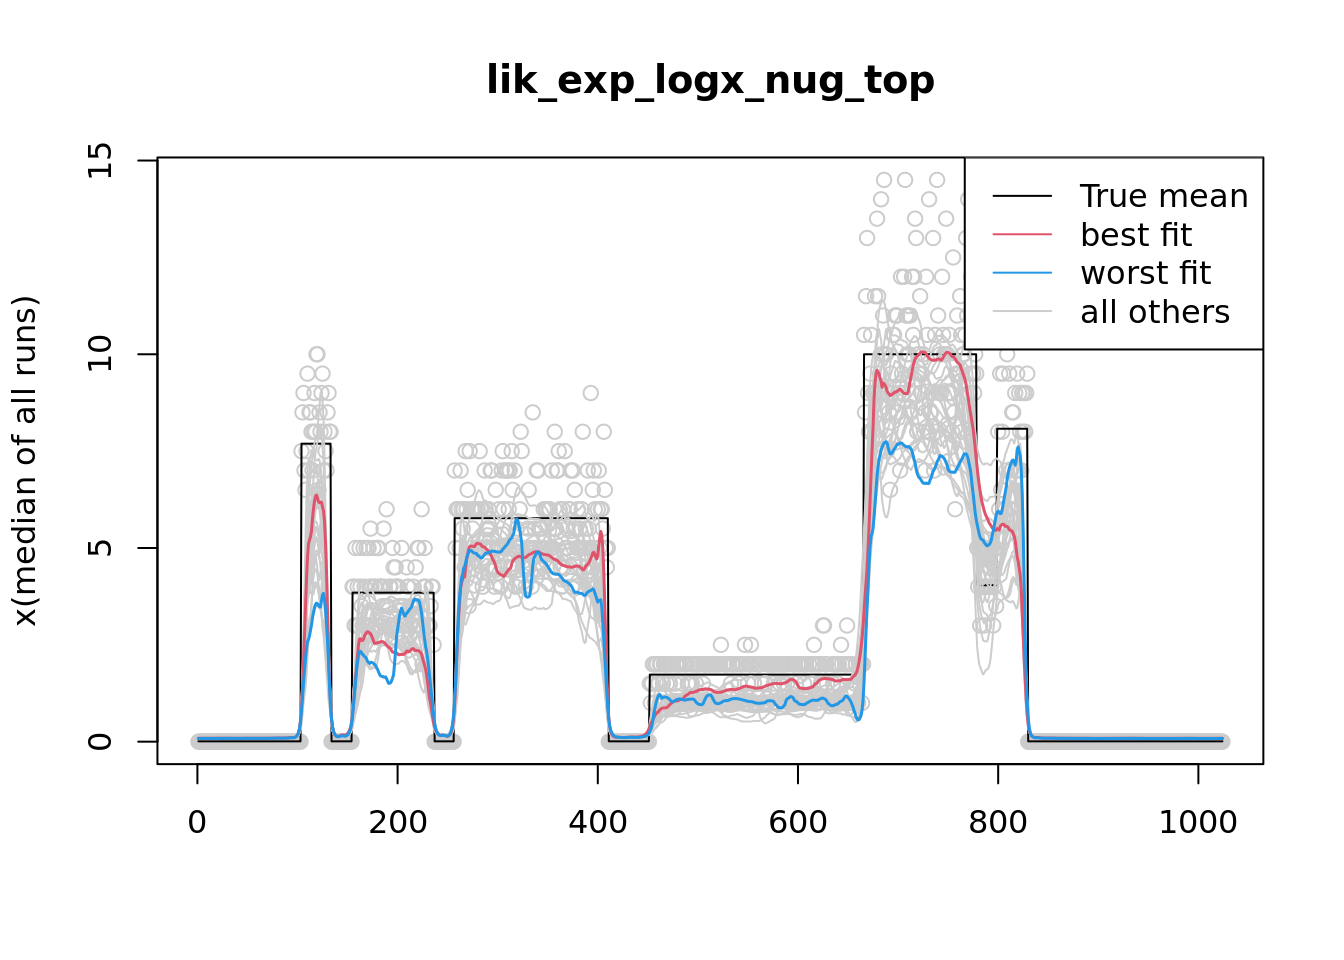 lik_exp_logx_nug_top
x(median of all runs)
15
10
5
0
True mean
best fit
worst fit
all others
0 200 400 600 800 1000